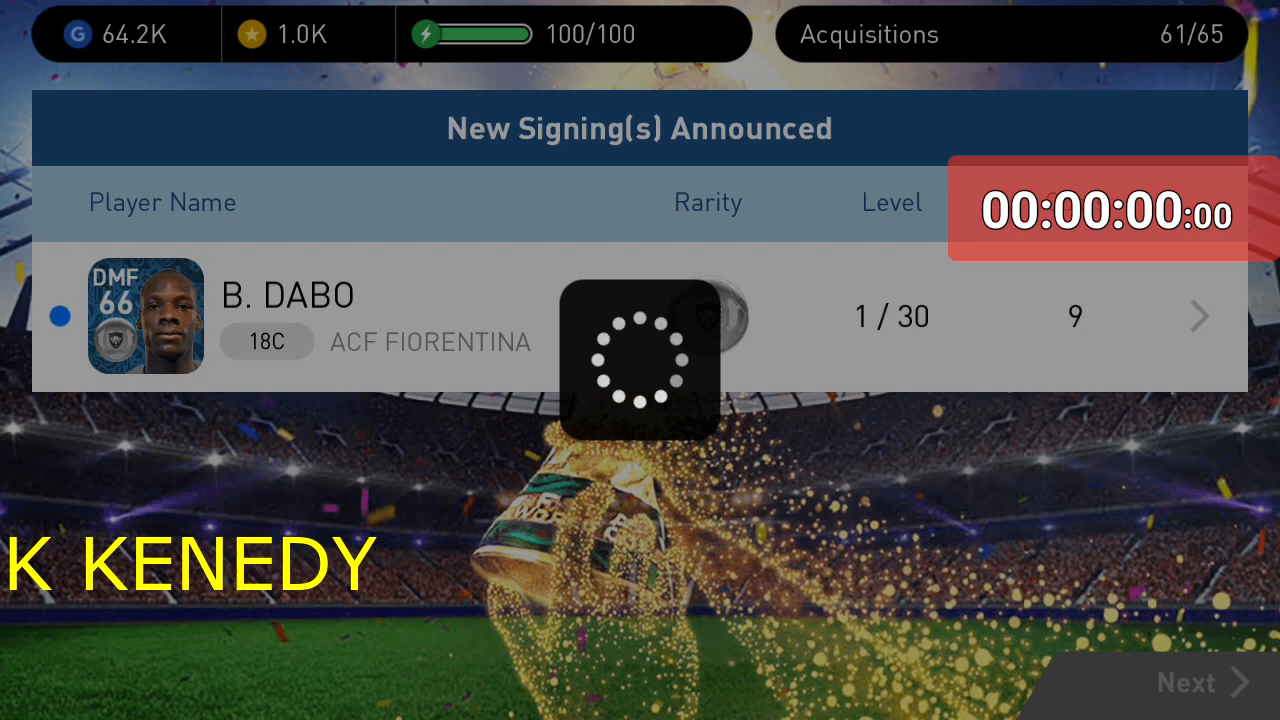 64.2K 1.0K 100/100 Acquisitions 61/65
New Signing(s) Announced
Player Name Rarity Level
00:00:00:00
DMF
66
B. DABO
18C ACF FIORENTINA
1 / 30 9
K KENEDY
Next